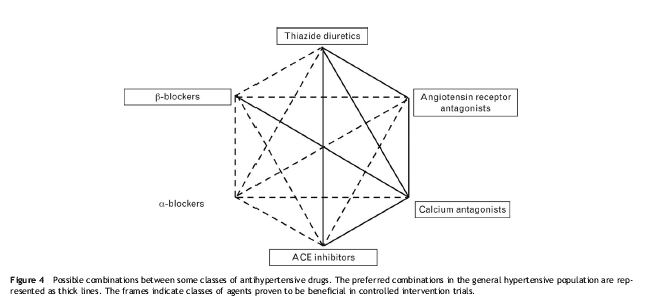 Thiazide diuretics
β-blockers
Angiotensin receptor
antagonists
α-blockers
Calcium antagonists
ACE inhibitors
Figure 4 Possible combinations between some classes of antihypertensive drugs. The preferred combinations in the general hypertensive population are rep-
resented as thick lines. The frames indicate classes of agents proven to be beneficial in controlled intervention trials.